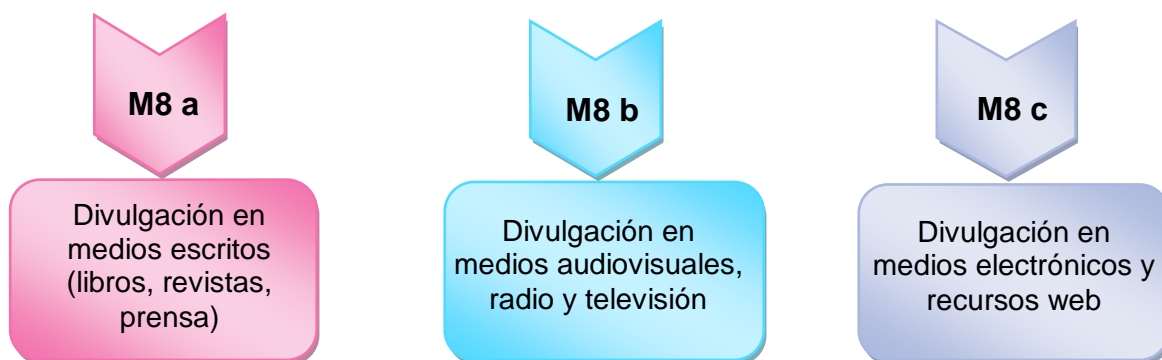 M8 a
Divulgación en
medios escritos
(libros, revistas,
prensa)
M8 b
Divulgación en
medios audiovisuales,
radio y televisión
M8 c
Divulgación en
medios electrónicos y
recursos web